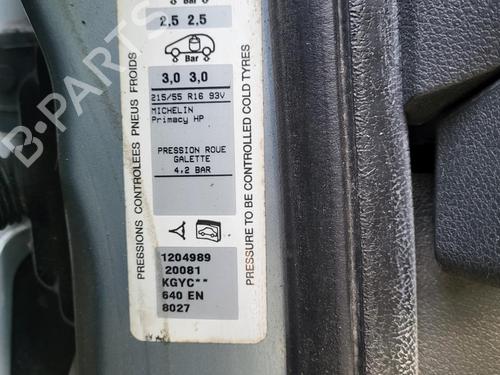 Bar
2,5 2,5
Bar
3,0 3,0
215/55 R16 93V
MICHELIN
Primacy HP
PRESSION ROUE
GALETTE
4,2 BAR
1204989
20081
KGYC**
640 EN
8027
PRESSIONS CONTROLEES PNEUS FROIDS
PRESSURE TO BE CONTROLLED COLD TYRES